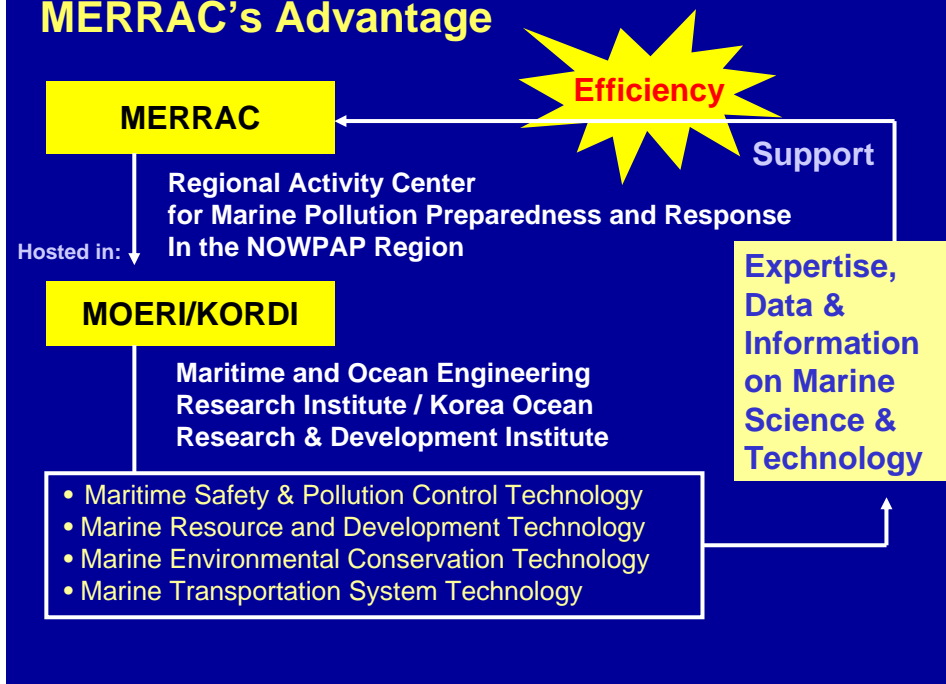 MERRAC's Advantage
Efficiency
MERRAC
Support
Regional Activity Center
for Marine Pollution Preparedness and Response
In the NOWPAP Region
Hosted in:
MOERI/KORDI
Expertise,
Data &
Information
on Marine
Science &
Technology
Maritime and Ocean Engineering
Research Institute / Korea Ocean
Research & Development Institute
• Maritime Safety & Pollution Control Technology
• Marine Resource and Development Technology
• Marine Environmental Conservation Technology
• Marine Transportation System Technology